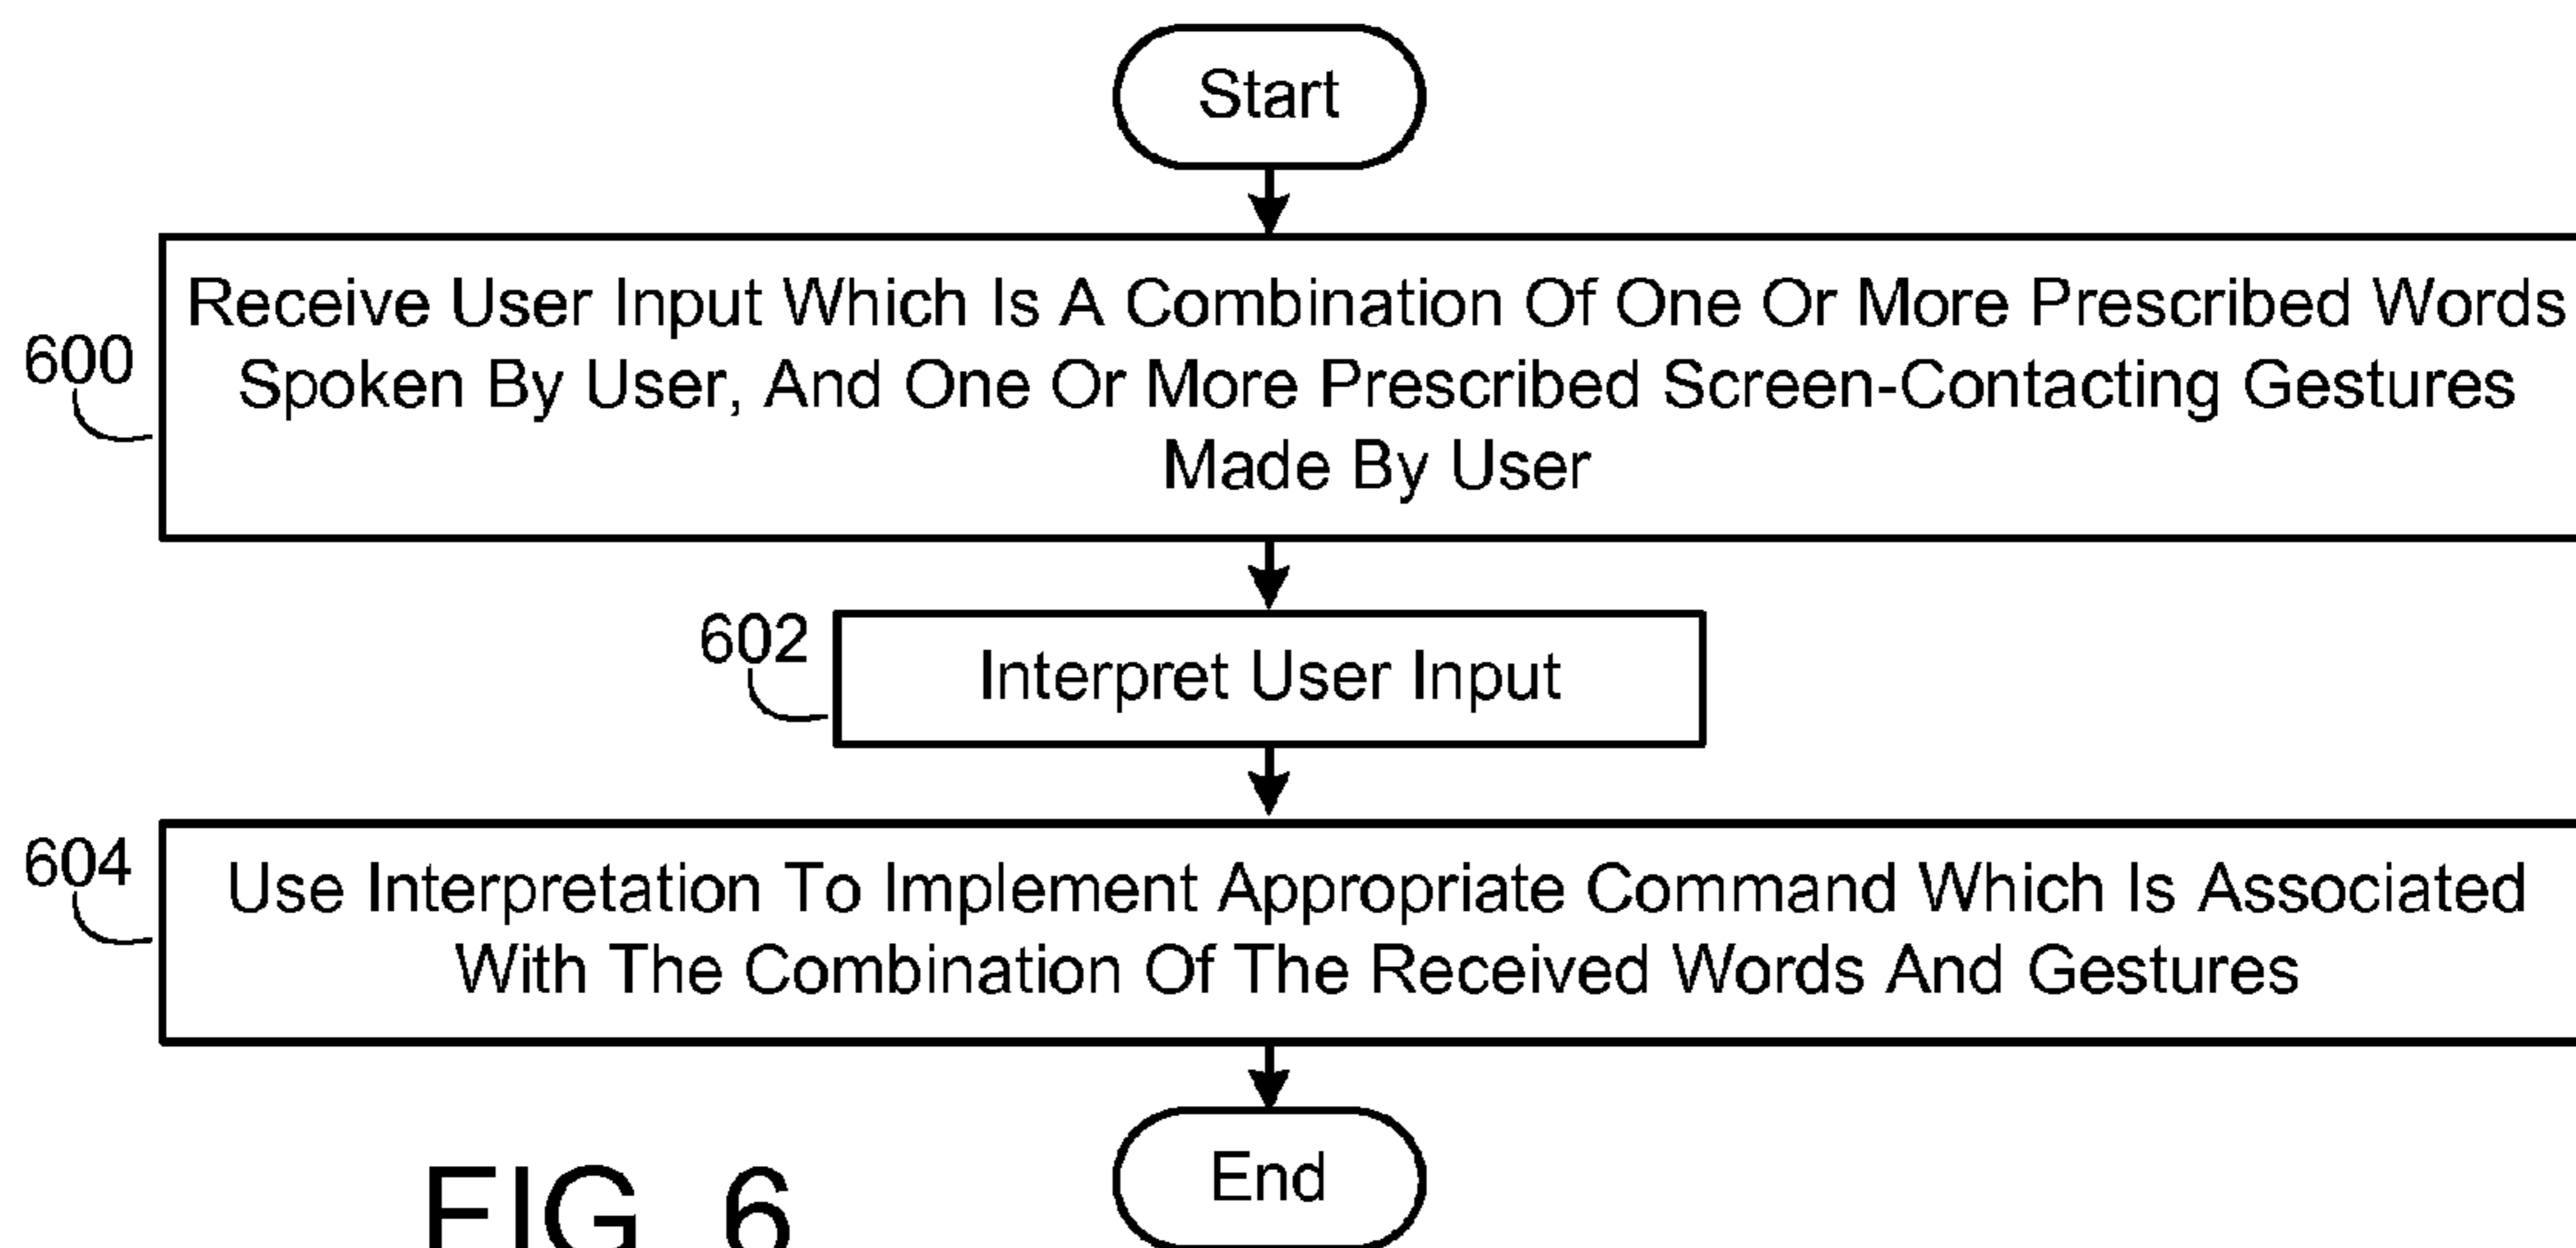 Start
600
Receive User Input Which Is A Combination Of One Or More Prescribed Words
Spoken By User, And One Or More Prescribed Screen-Contacting Gestures
Made By User
602
Interpret User Input
604
Use Interpretation To Implement Appropriate Command Which Is Associated
With The Combination Of The Received Words And Gestures
End
FIG 6